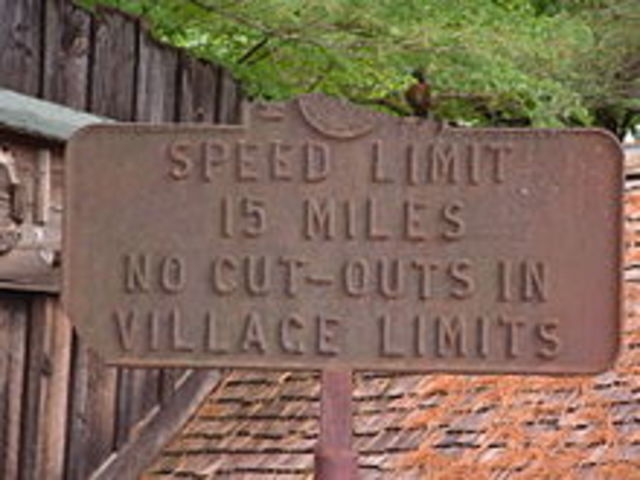 SPEED LIMIT
15 MILES
NO CUT-OUTS IN
VILLAGE LIMITS